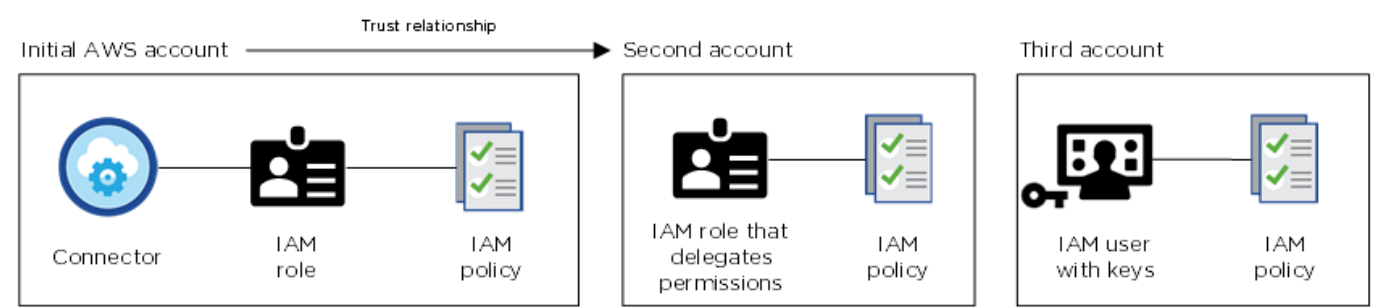 Trust relationship
Initial AWS account
Second account
Third account
Connector
IAM
role
IAM
policy
IAM role that
delegates
permissions
IAM
policy
IAM user
with keys
IAM
policy